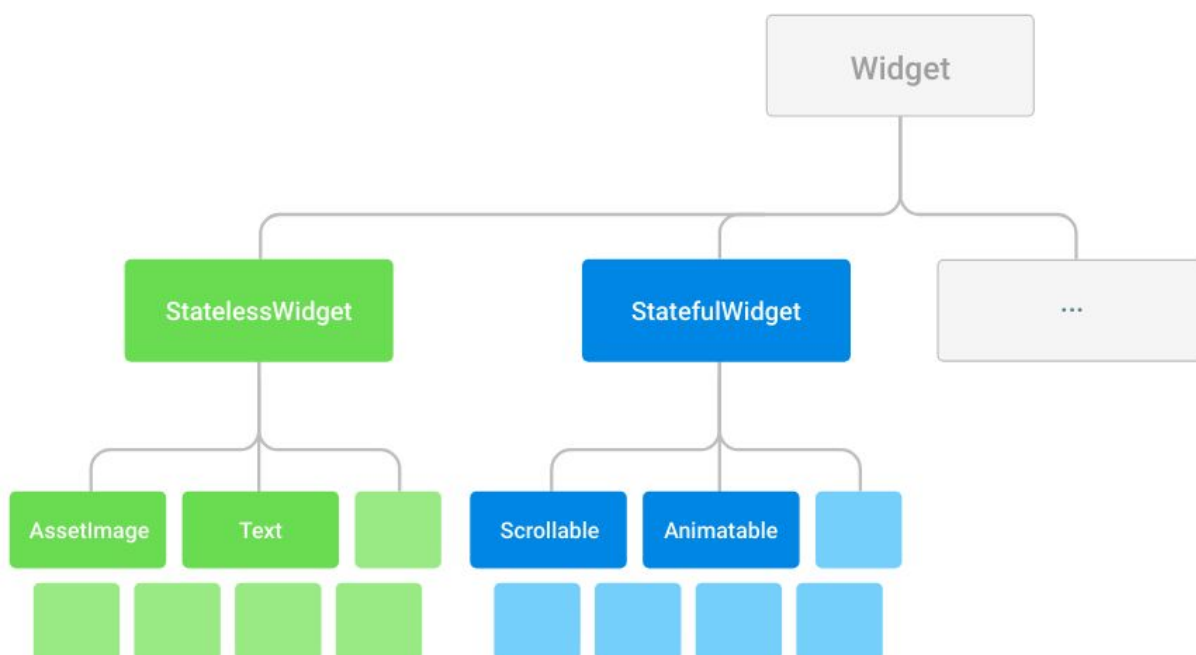 Widget
StatelessWidget
StatefulWidget
...
AssetImage
Text
Scrollable
Animatable